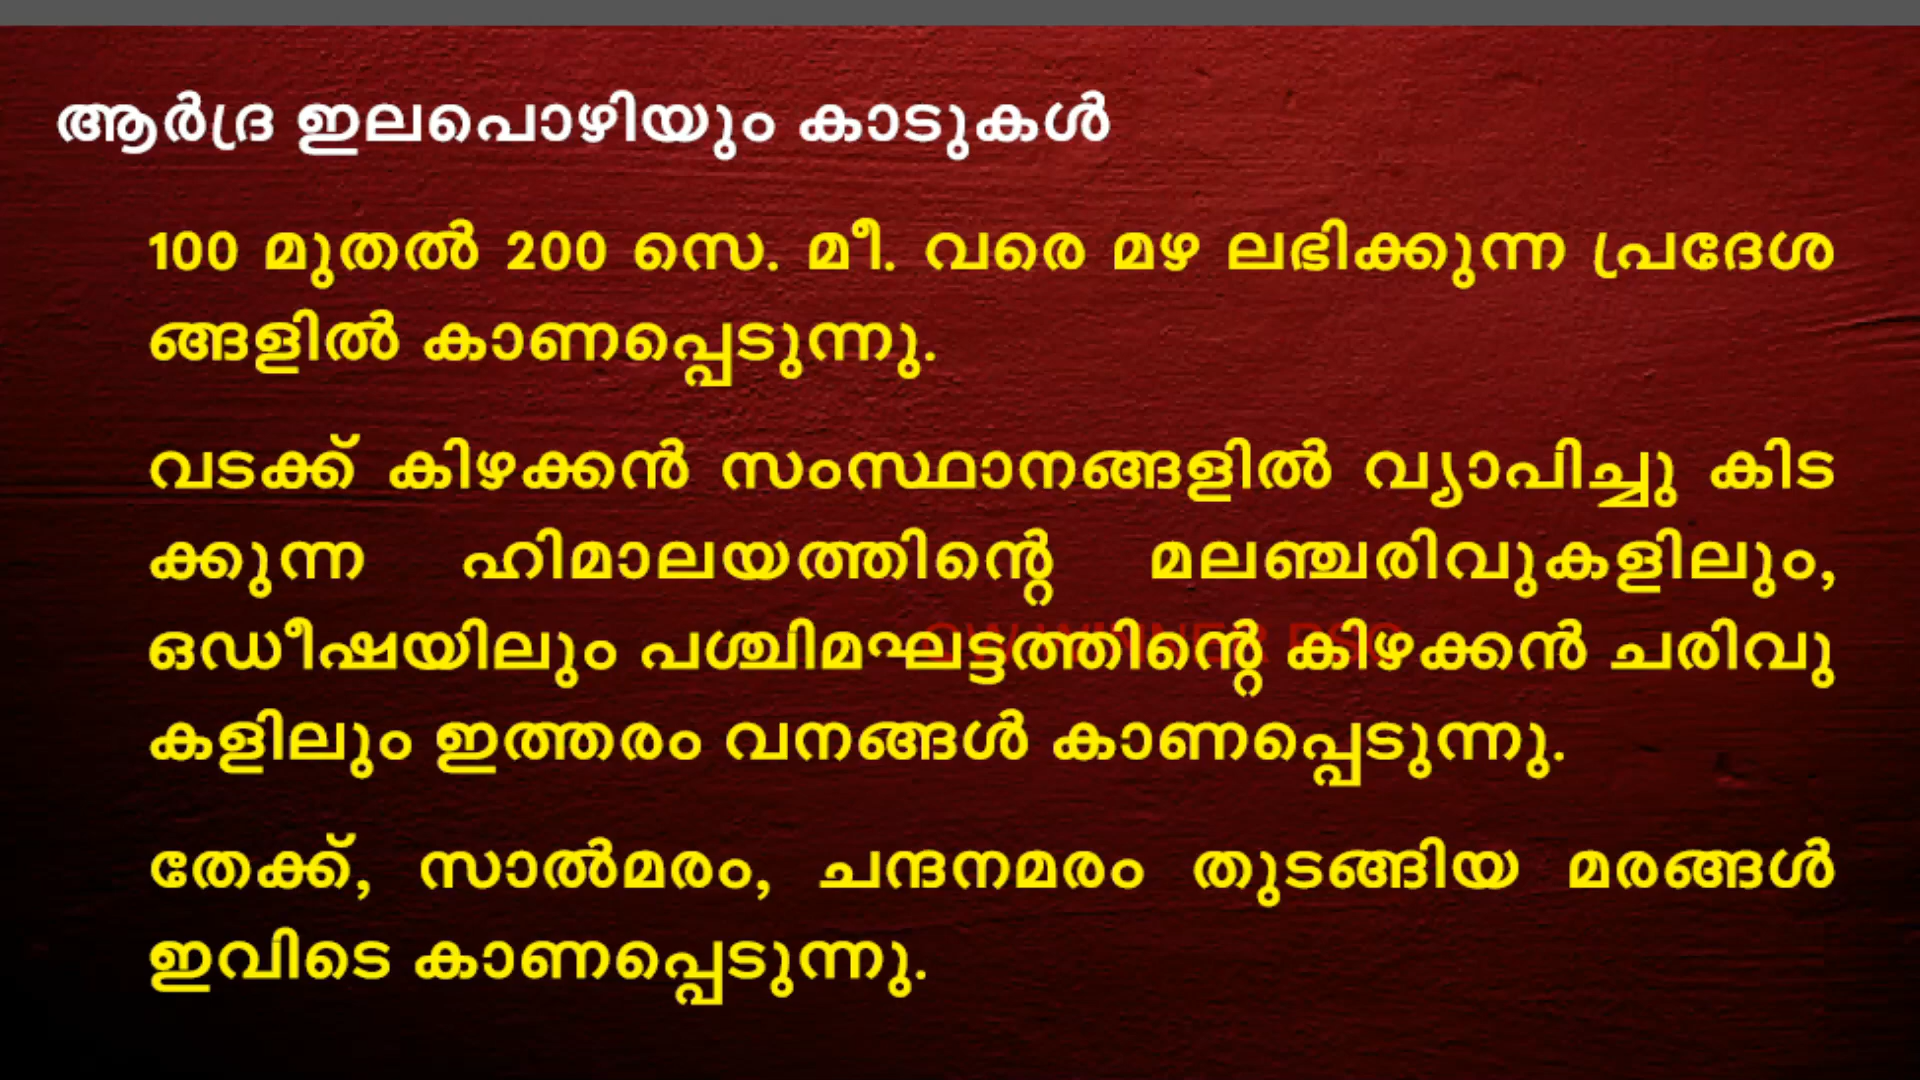 ആർദ്ര ഇലപൊഴിയും കാടുകൾ
100 മുതൽ 200 സെ. മീ. വരെ മഴ ലഭിക്കുന്ന പ്രദേശ
ങ്ങളിൽ കാണപ്പെടുന്നു.
വടക്ക് കിഴക്കൻ സംസ്ഥാനങ്ങളിൽ വ്യാപിച്ചു കിട
ക്കുന്ന ഹിമാലയത്തിന്റെ മലഞ്ചരിവുകളിലും,
ഒഡീഷയിലും പശ്ചിമഘട്ടത്തിന്റെ കിഴക്കൻ ചരിവു
കളിലും ഇത്തരം വനങ്ങൾ കാണപ്പെടുന്നു.
തേക്ക്, സാൽമരം, ചന്ദനമരം തുടങ്ങിയ മരങ്ങൾ
ഇവിടെ കാണപ്പെടുന്നു.